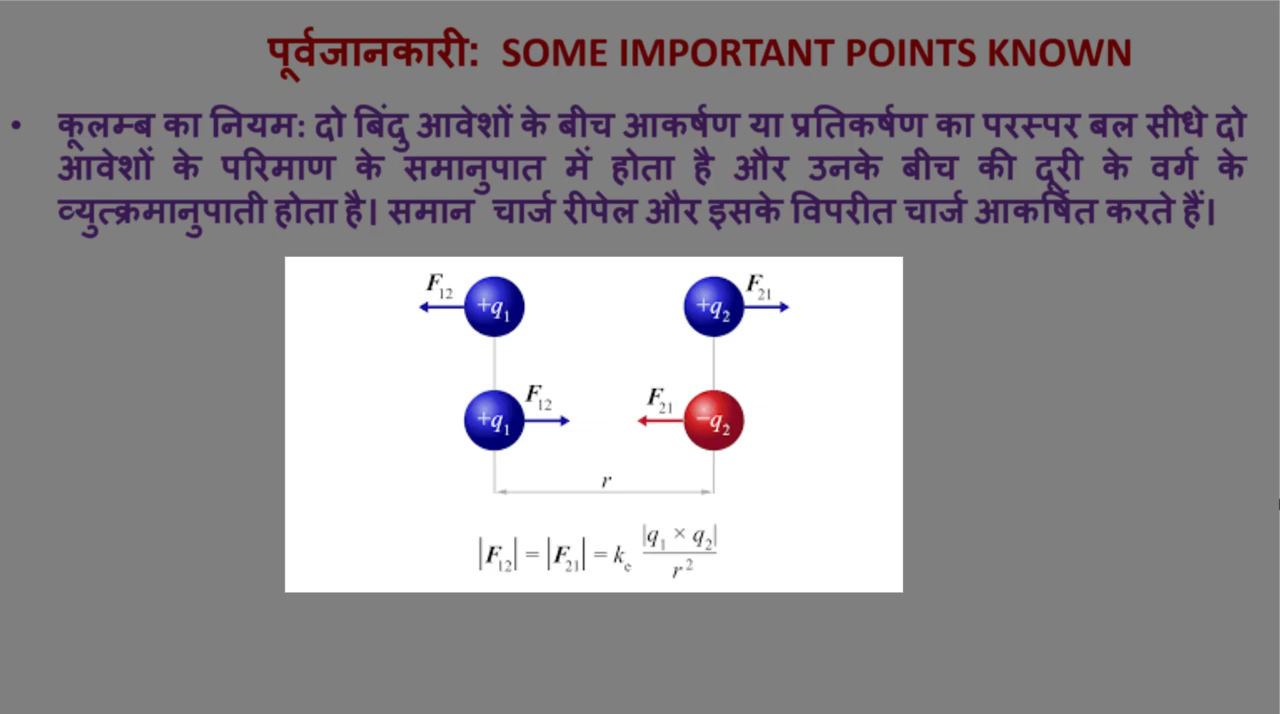 पूर्वजानकारी: SOME IMPORTANT POINTS KNOWN
• कूलम्ब का नियम: दो बिंदु आवेशों के बीच आकर्षण या प्रतिकर्षण का परस्पर बल सीधे दो
आवेशों के परिमाण के समानुपात में होता है और उनके बीच की दूरी के वर्ग के
व्युत्क्रमानुपाती होता है। समान चार्ज रीपेल और इसके विपरीत चार्ज आकर्षित करते हैं।
F₁₂ +q₁ +q₂ F₂₁
+q₁ F₁₂ F₂₁ −q₂
r
|F₁₂| = |F₂₁| = kₑ |q₁ × q₂| / r²